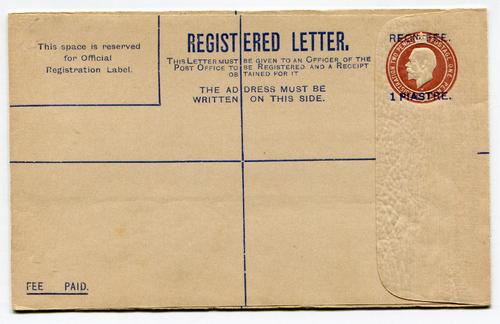 This space is reserved
for Official
Registration Label.
REGISTERED LETTER.
THIS LETTER MUST BE GIVEN TO AN OFFICER OF THE
POST OFFICE TO BE REGISTERED AND A RECEIPT
OBTAINED FOR IT
THE ADDRESS MUST BE
WRITTEN ON THIS SIDE.
REGN. FEE.
1 PIASTRE.
FEE PAID.